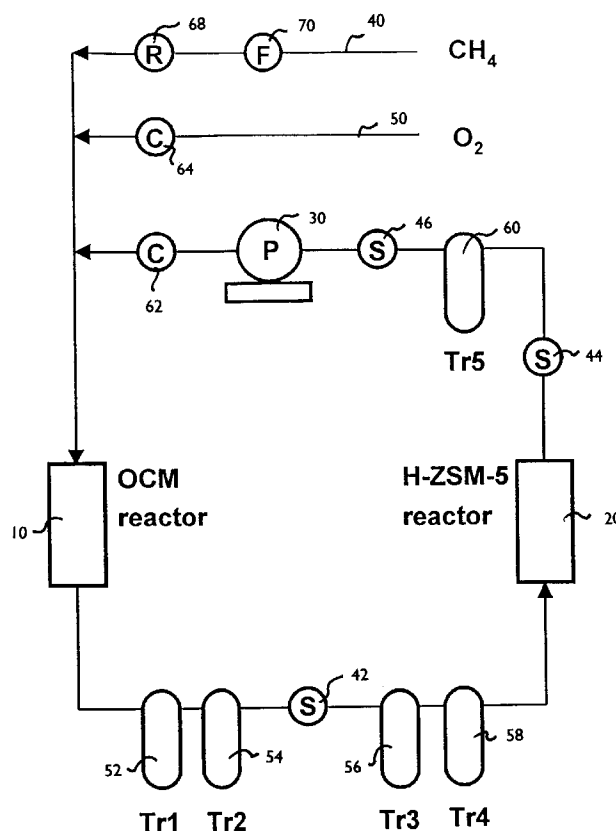 68 70 40
R F CH₄
50
C O₂
64
30 46 60
C P S
62
Tr5 S 44
OCM reactor
H-ZSM-5 reactor
10 20
42
S
52 54 56 58
Tr1 Tr2 Tr3 Tr4